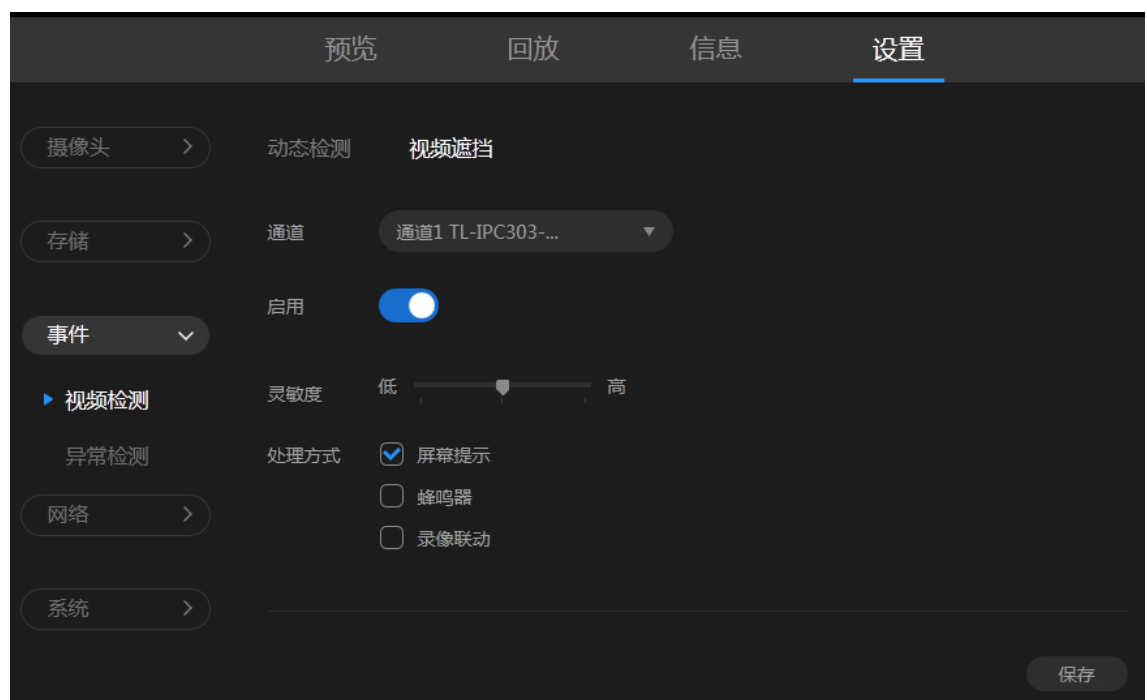 预览 回放 信息 设置
摄像头
动态检测 视频遮挡
存储
通道 通道1 TL-IPC303-...
启用
事件
灵敏度 低 高
视频检测
处理方式 屏幕提示
异常检测
蜂鸣器
网络
录像联动
系统
保存